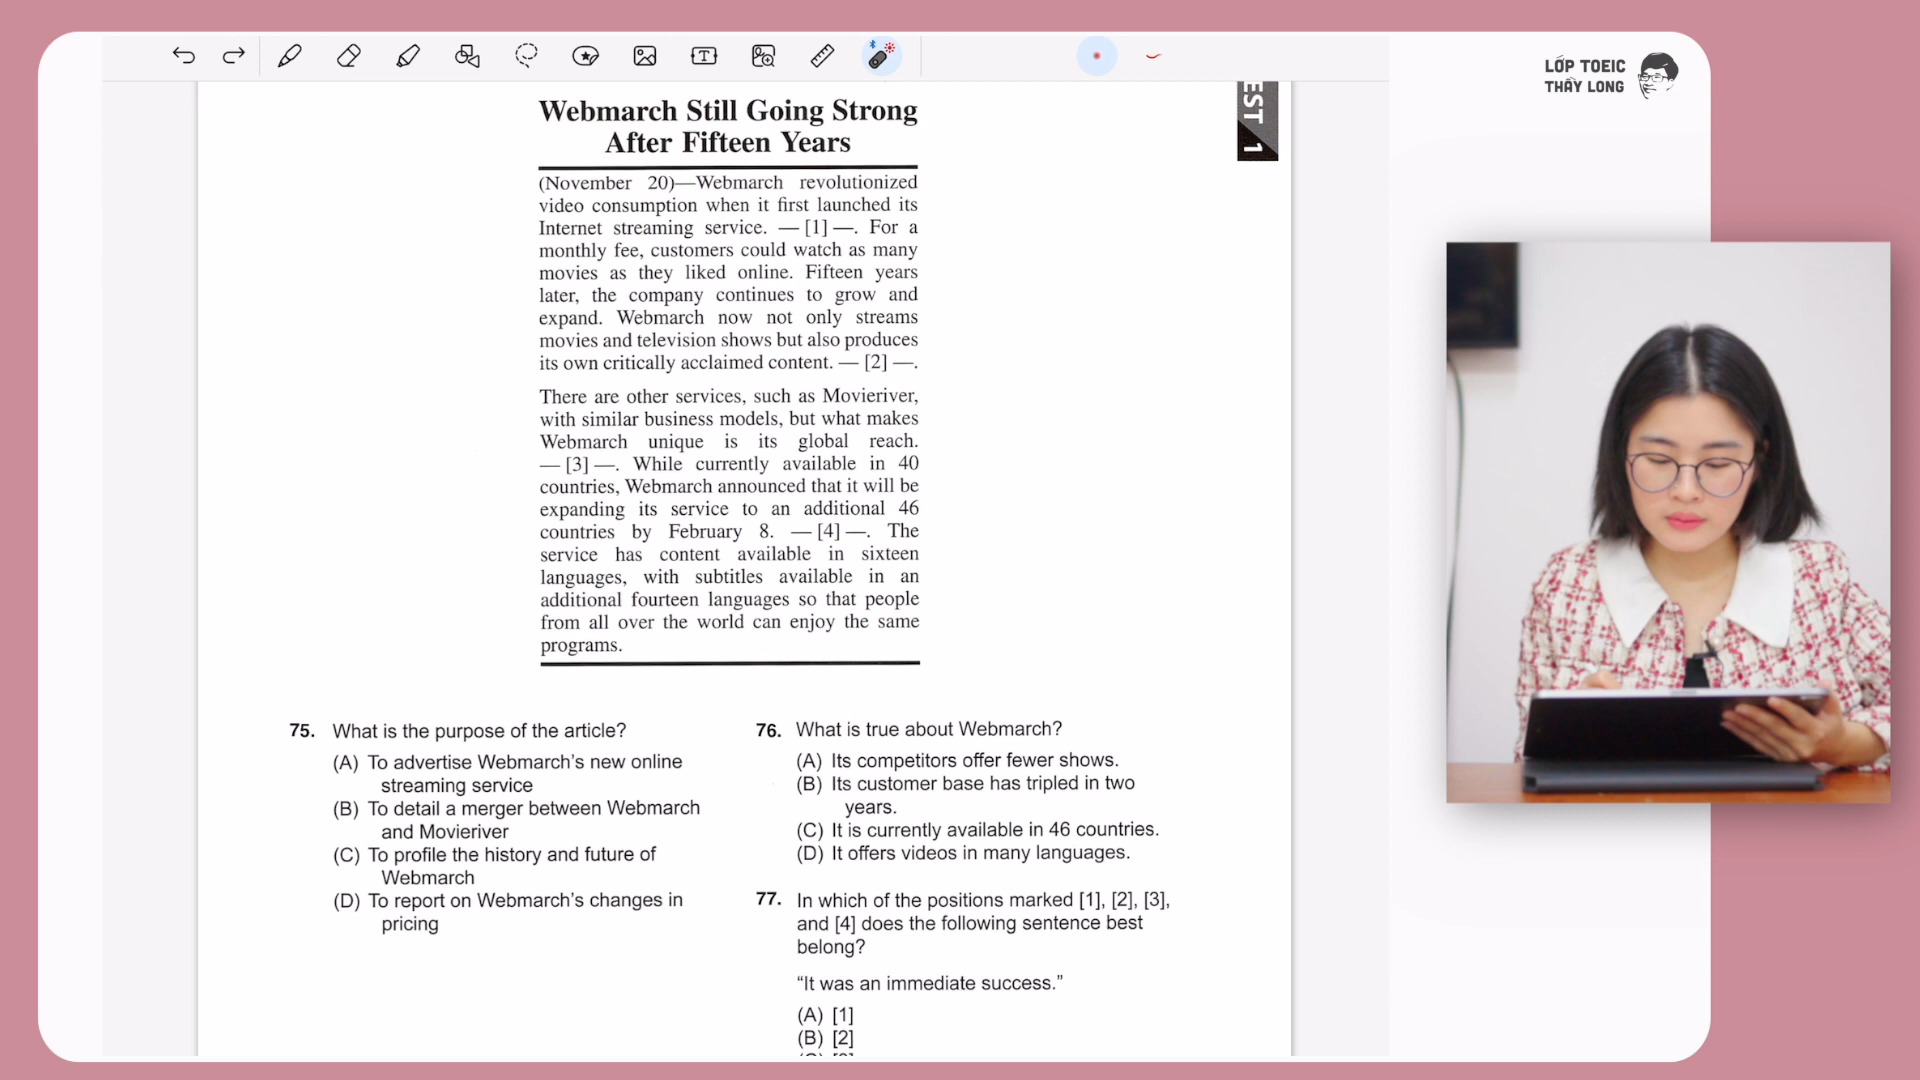 LỚP TOEIC
THẦY LONG
EST 1
Webmarch Still Going Strong
After Fifteen Years
(November 20)—Webmarch revolutionized
video consumption when it first launched its
Internet streaming service. — [1] —. For a
monthly fee, customers could watch as many
movies as they liked online. Fifteen years
later, the company continues to grow and
expand. Webmarch now not only streams
movies and television shows but also produces
its own critically acclaimed content. — [2] —.
There are other services, such as Movieriver,
with similar business models, but what makes
Webmarch unique is its global reach.
— [3] —. While currently available in 40
countries, Webmarch announced that it will be
expanding its service to an additional 46
countries by February 8. — [4] —. The
service has content available in sixteen
languages, with subtitles available in an
additional fourteen languages so that people
from all over the world can enjoy the same
programs.
75. What is the purpose of the article?
(A) To advertise Webmarch’s new online
streaming service
(B) To detail a merger between Webmarch
and Movieriver
(C) To profile the history and future of
Webmarch
(D) To report on Webmarch’s changes in
pricing
76. What is true about Webmarch?
(A) Its competitors offer fewer shows.
(B) Its customer base has tripled in two
years.
(C) It is currently available in 46 countries.
(D) It offers videos in many languages.
77. In which of the positions marked [1], [2], [3],
and [4] does the following sentence best
belong?
“It was an immediate success.”
(A) [1]
(B) [2]